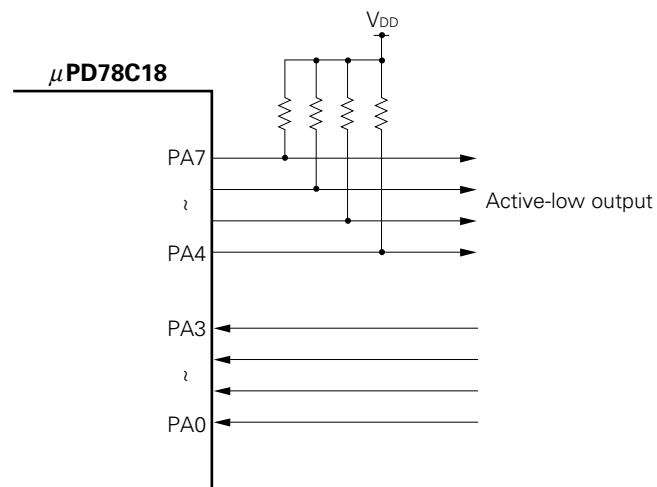 VDD
μPD78C18
PA7
~
PA4
Active-low output
PA3
~
PA0